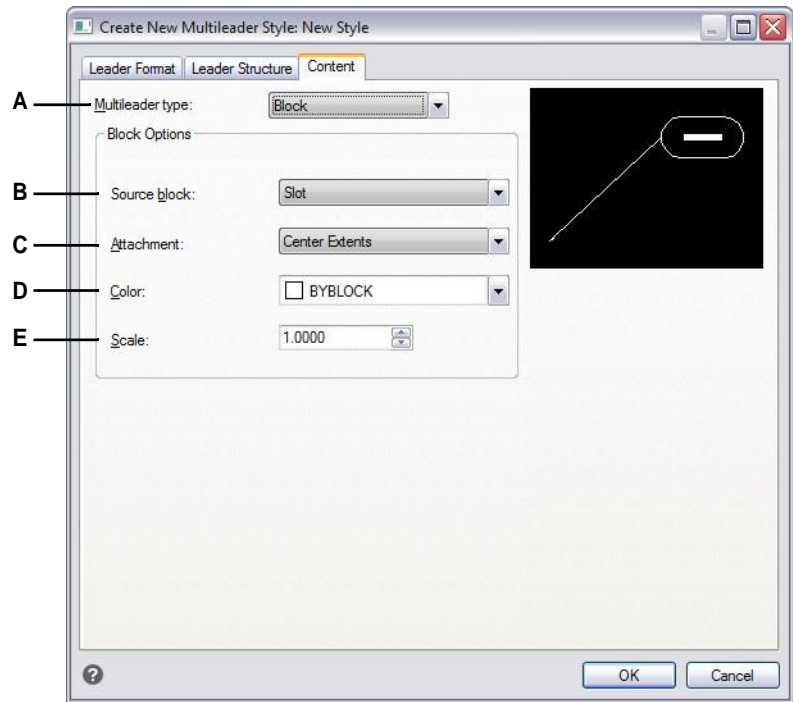 Create New Multileader Style: New Style
Leader Format Leader Structure Content
A Multileader type: Block
Block Options
B Source block: Slot
C Attachment: Center Extents
D Color: BYBLOCK
E Scale: 1.0000
OK Cancel